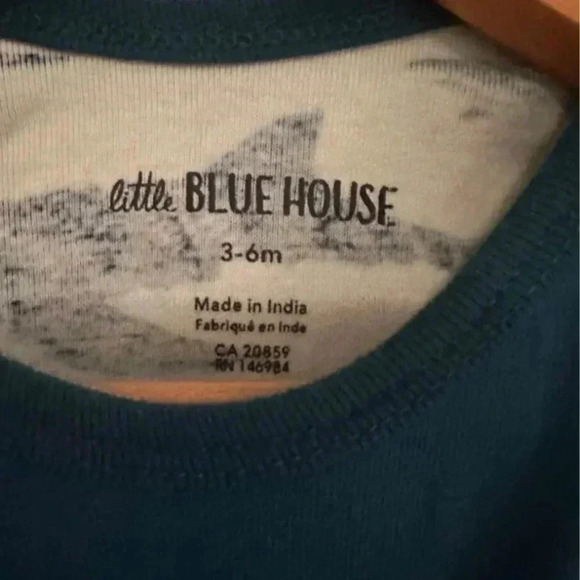 little BLUE HOUSE
3-6m
Made in India
Fabriqué en Inde
CA 20859
RN 146984